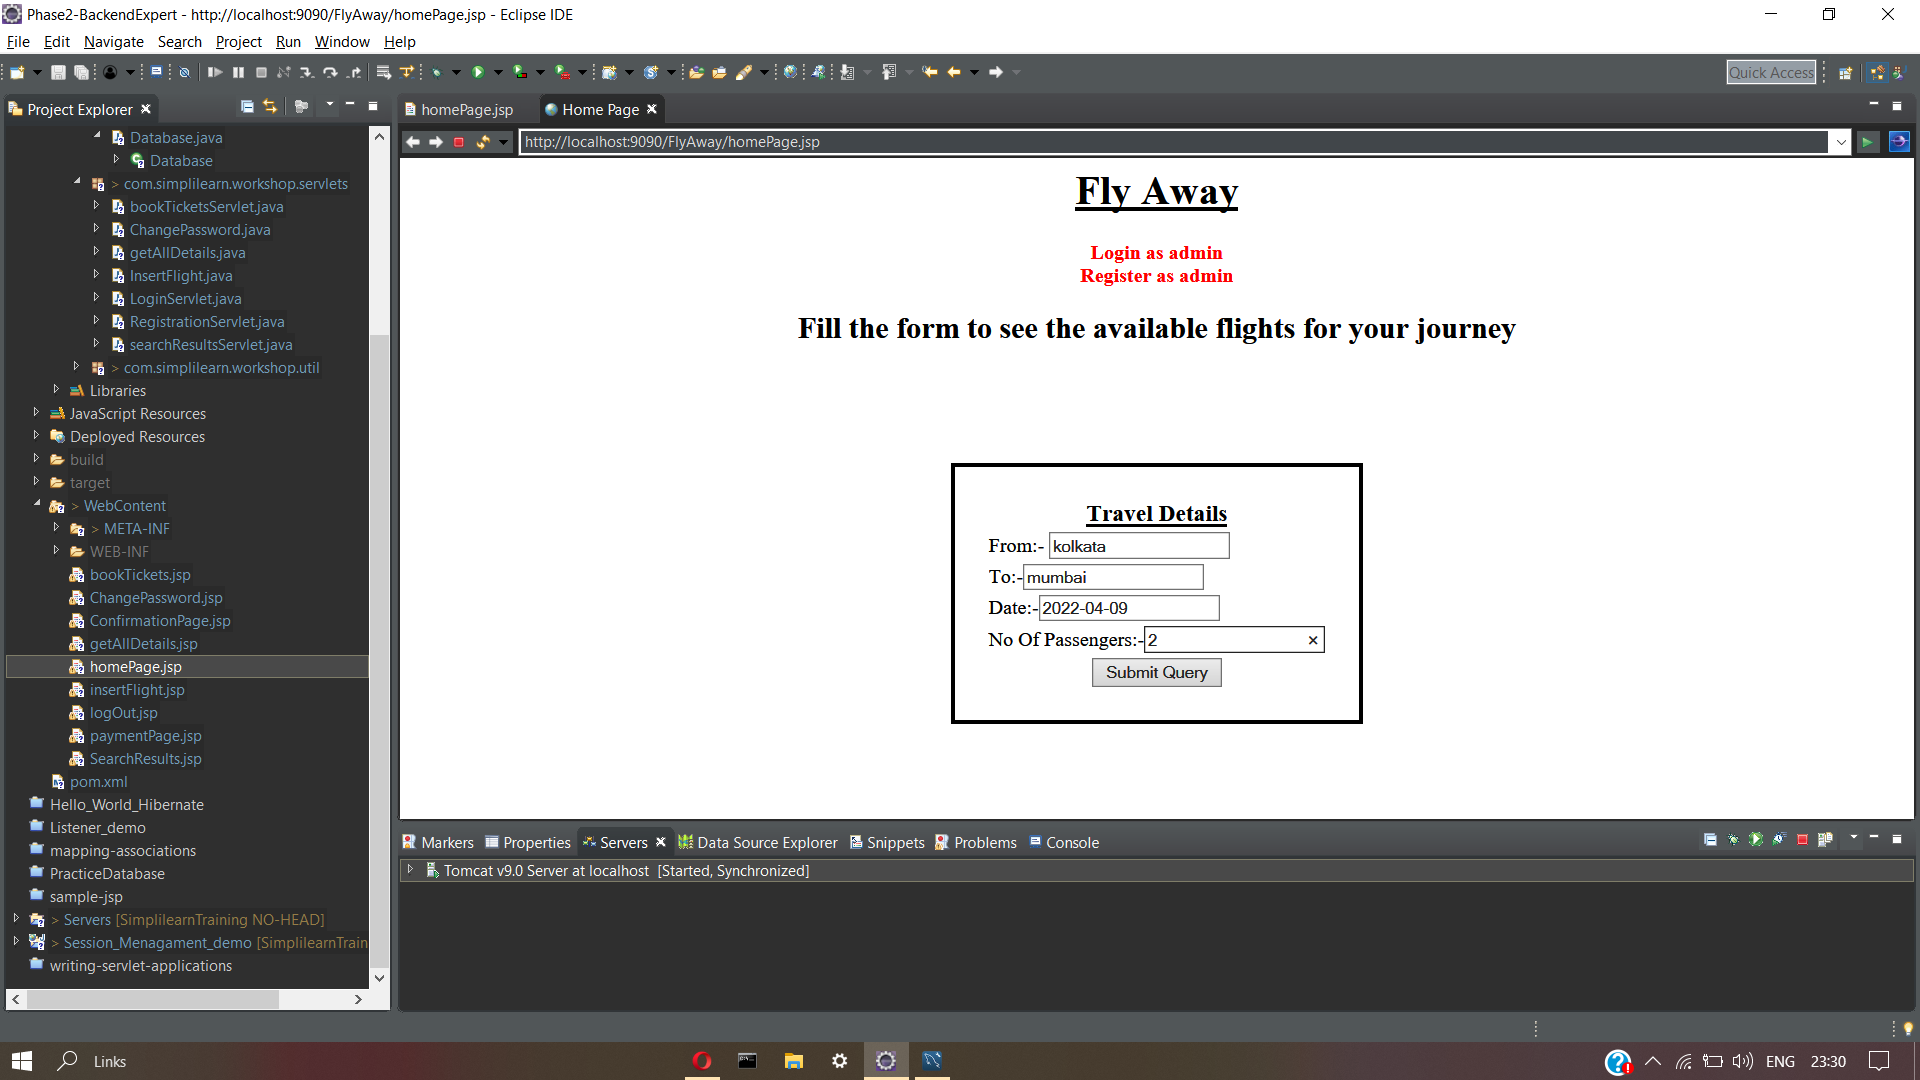 Phase2-BackendExpert - http://localhost:9090/FlyAway/homePage.jsp - Eclipse IDE
File Edit Navigate Search Project Run Window Help
Quick Access
Project Explorer
homePage.jsp Home Page
http://localhost:9090/FlyAway/homePage.jsp
Database.java
Database
> com.simplilearn.workshop.servlets
bookTicketsServlet.java
ChangePassword.java
getAllDetails.java
InsertFlight.java
LoginServlet.java
RegistrationServlet.java
searchResultsServlet.java
> com.simplilearn.workshop.util
Libraries
JavaScript Resources
Deployed Resources
build
target
> WebContent
> META-INF
WEB-INF
bookTickets.jsp
ChangePassword.jsp
ConfirmationPage.jsp
getAllDetails.jsp
homePage.jsp
insertFlight.jsp
logOut.jsp
paymentPage.jsp
SearchResults.jsp
pom.xml
Hello_World_Hibernate
Listener_demo
mapping-associations
PracticeDatabase
sample-jsp
> Servers [SimplilearnTraining NO-HEAD]
> Session_Menagament_demo [SimplilearnTrain
writing-servlet-applications
Fly Away
Login as admin
Register as admin
Fill the form to see the available flights for your journey
Travel Details
From:- kolkata
To:- mumbai
Date:- 2022-04-09
No Of Passengers:- 2
Submit Query
Markers Properties Servers Data Source Explorer Snippets Problems Console
Tomcat v9.0 Server at localhost [Started, Synchronized]
Links
ENG 23:30